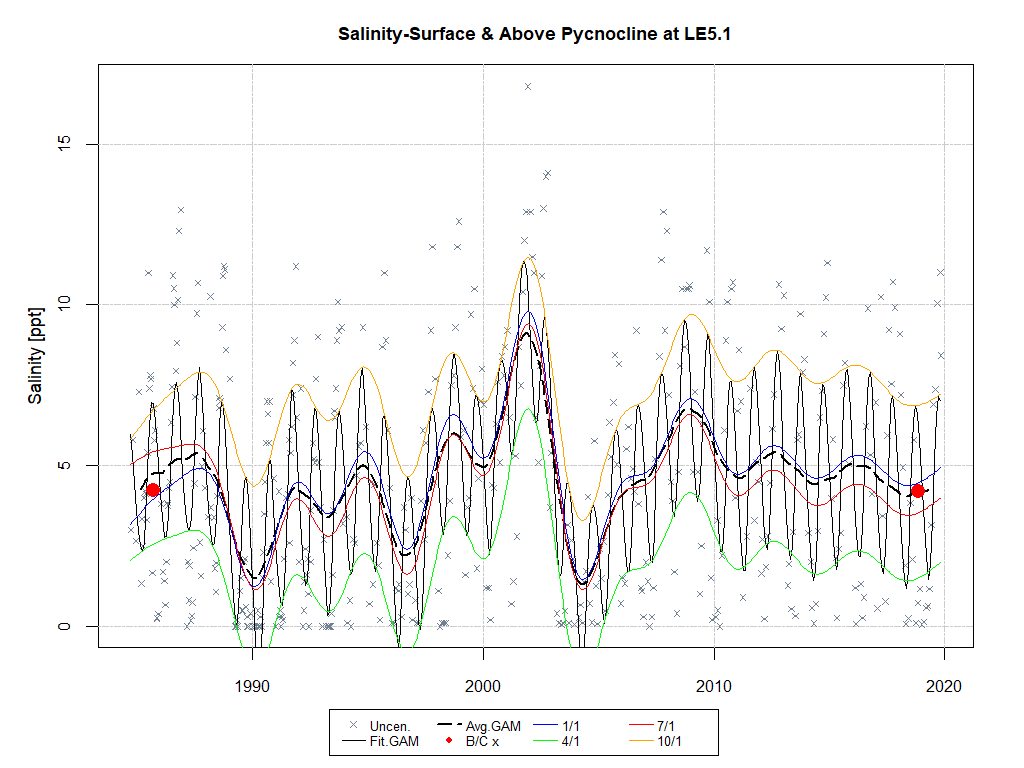 Salinity-Surface & Above Pycnocline at LE5.1
Salinity [ppt]
15
10
5
0
1990 2000 2010 2020
Uncen. Avg.GAM 1/1 7/1
Fit.GAM B/C x 4/1 10/1